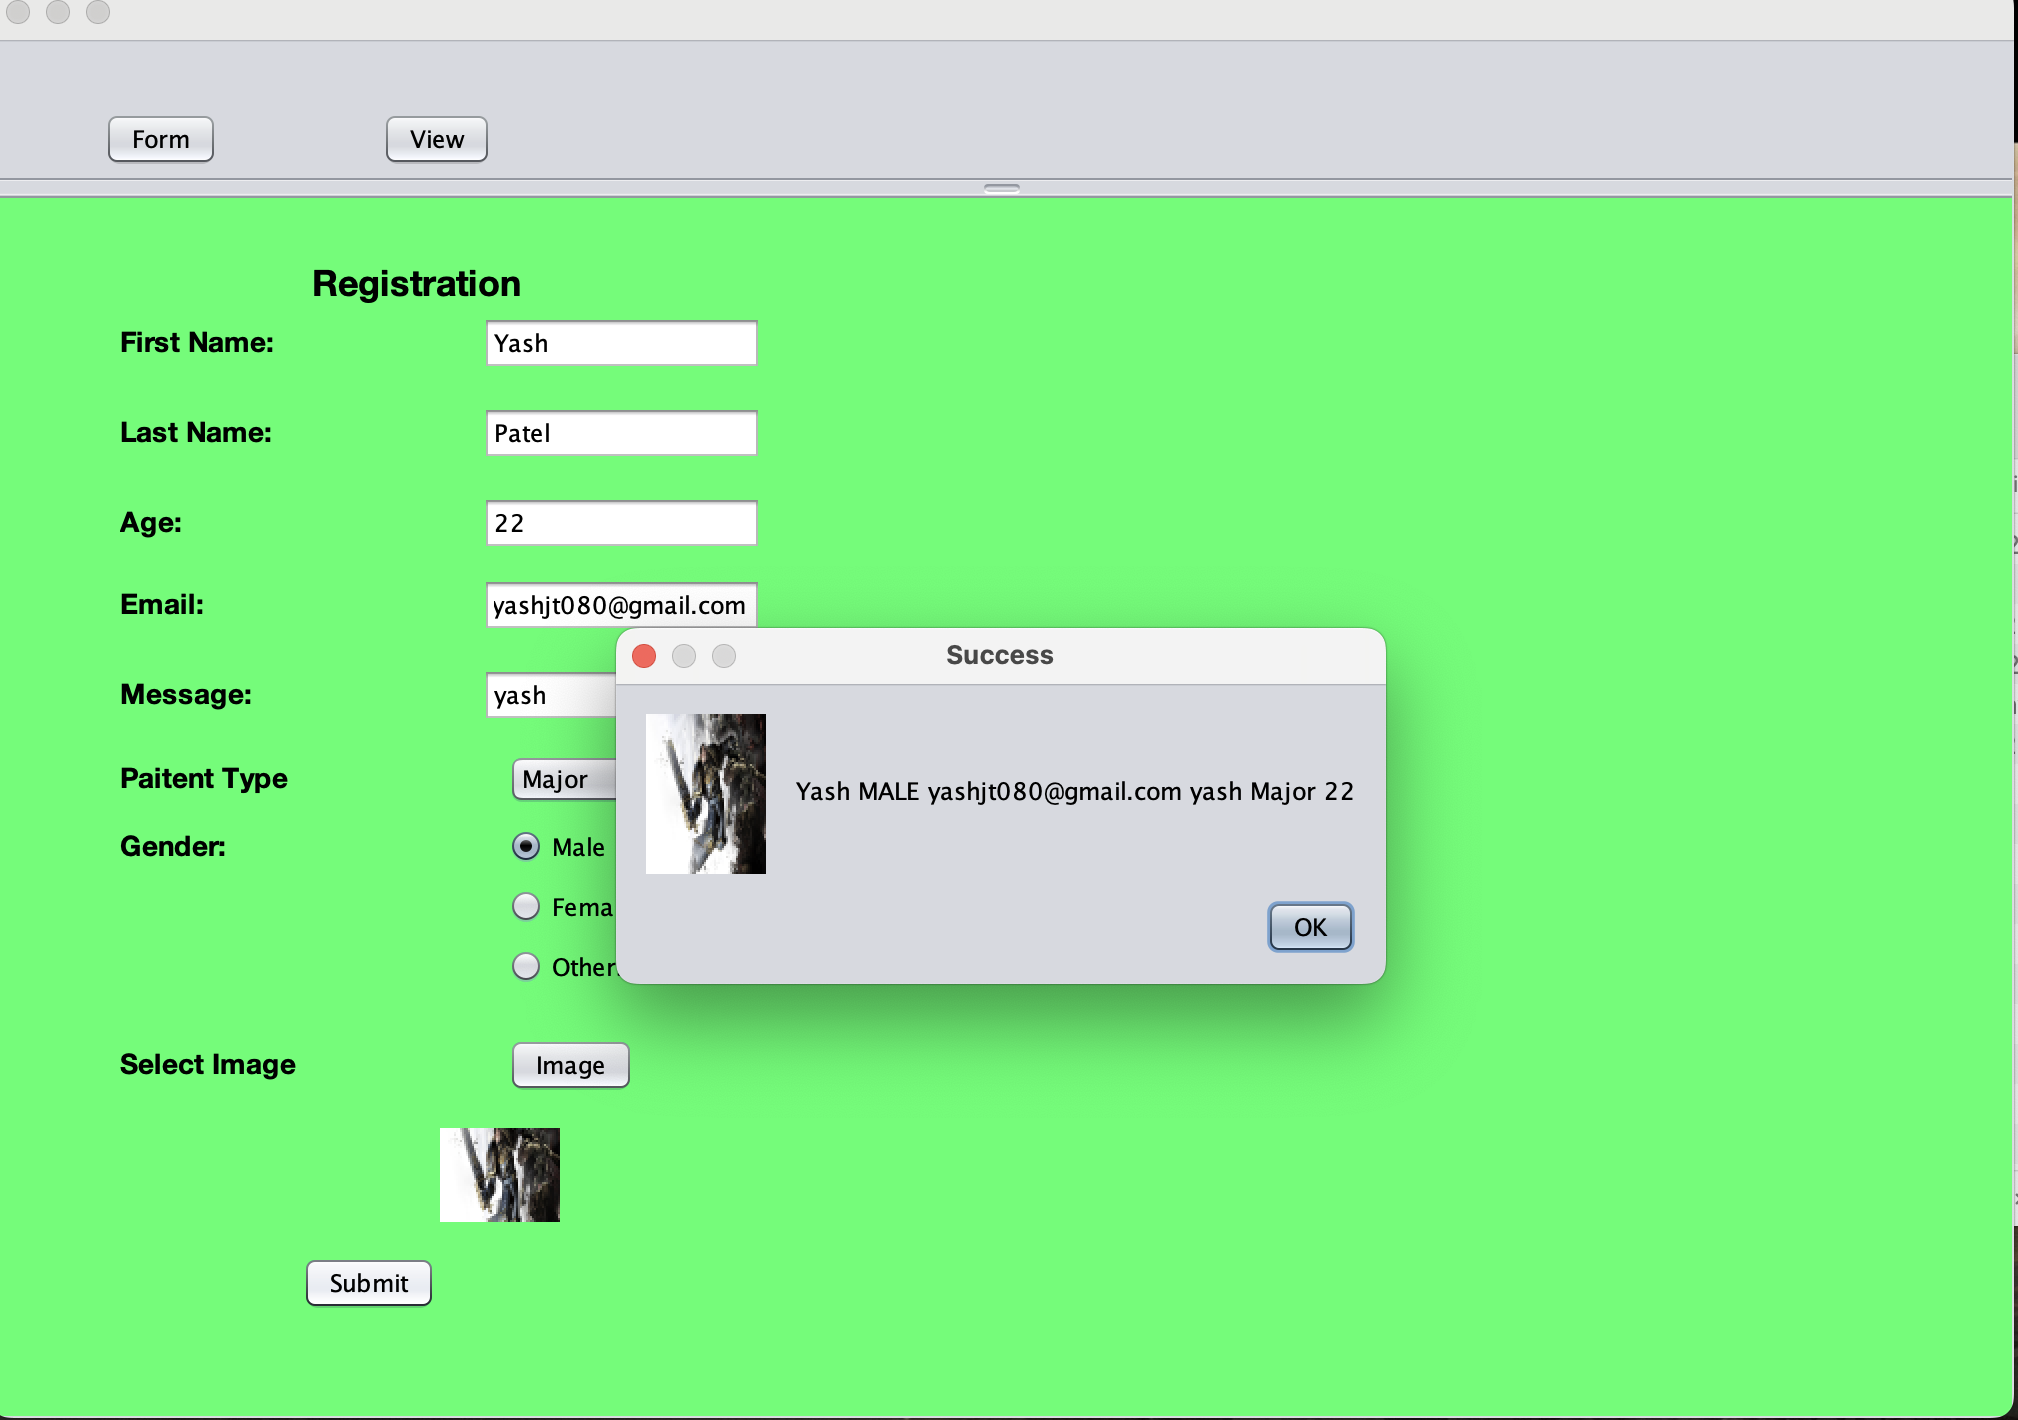 Form View
Registration
First Name: Yash
Last Name: Patel
Age: 22
Email: yashjt080@gmail.com
Success
Message: yash
Paitent Type Major
Yash MALE yashjt080@gmail.com yash Major 22
Gender: Male
Fema
OK
Other
Select Image Image
Submit